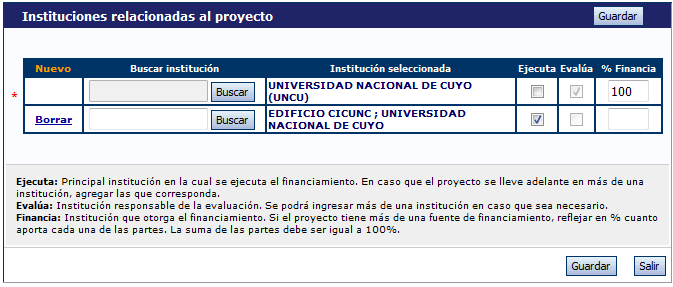 Instituciones relacionadas al proyecto Guardar
Nuevo Buscar institución Institución seleccionada Ejecuta Evalúa % Financia
* Buscar UNIVERSIDAD NACIONAL DE CUYO 100
(UNCU)
Borrar Buscar EDIFICIO CICUNC ; UNIVERSIDAD
NACIONAL DE CUYO
Ejecuta: Principal institución en la cual se ejecuta el financiamiento. En caso que el proyecto se lleve adelante en más de una
institución, agregar las que corresponda.
Evalúa: Institución responsable de la evaluación. Se podrá ingresar más de una institución en caso que sea necesario.
Financia: Institución que otorga el financiamiento. Si el proyecto tiene más de una fuente de financiamiento, reflejar en % cuanto
aporta cada una de las partes. La suma de las partes debe ser igual a 100%.
Guardar Salir